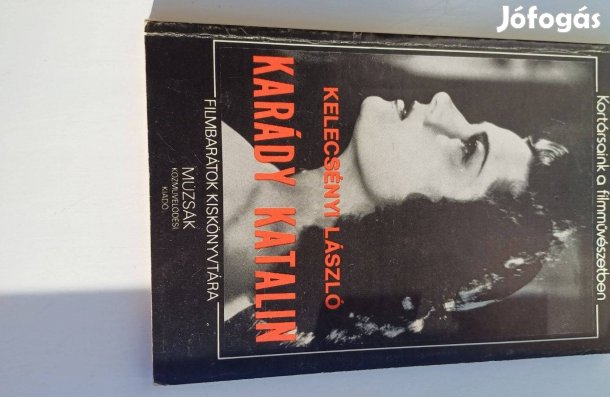 Jófogás
Kortársaink a filmművészetben
KELECSÉNYI LÁSZLÓ
KARÁDY KATALIN
FILMBARÁTOK KISKÖNYVTÁRA
MÚZSÁK
KÖZMŰVELŐDÉSI
KIADÓ